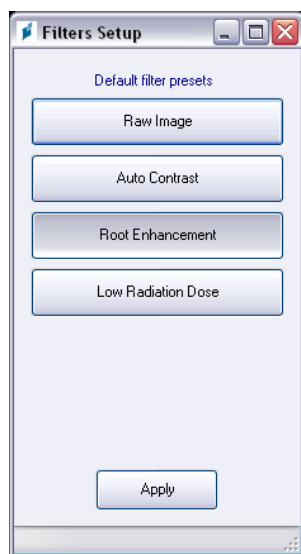 Filters Setup
Default filter presets
Raw Image
Auto Contrast
Root Enhancement
Low Radiation Dose
Apply